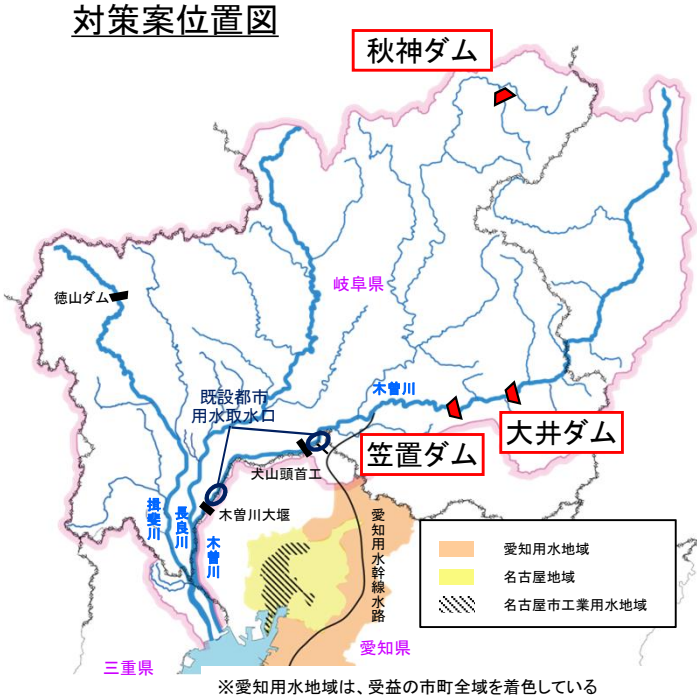 対策案位置図
秋神ダム
岐阜県
徳山ダム
既設都市
用水取水口
木曽川
大井ダム
笠置ダム
犬山頭首工
木曽川大堰
揖斐川
長良川
木曽川
愛知用水幹線水路
愛知用水地域
名古屋地域
名古屋市工業用水地域
愛知県
三重県
※愛知用水地域は、受益の市町全域を着色している